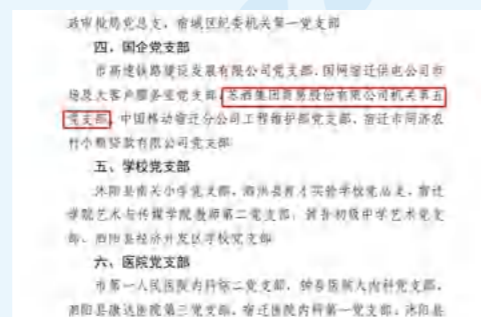 政审批局党总支、宿城区纪委机关第一党支部
四、国企党支部
市高速铁路建设发展有限公司党支部、国网宿迁供电公司市
场及大客户服务室党支部、苏酒集团商务股份有限公司机关第五
党支部、中国移动宿迁分公司工程维护部党支部、宿迁市同济农
村小额贷款有限公司党支部
五、学校党支部
沭阳县南关小学党支部、泗洪县育才实验学校党总支、宿迁
学院艺术与传媒学院教师第二党支部、初级中学艺术党支
部、泗阳县经济开发区学校党支部
六、医院党支部
市第一人民医院内科第二党支部、医院大内科党支部、
泗阳县康达医院第三党支部、宿迁医院内科第一党支部、沭阳县